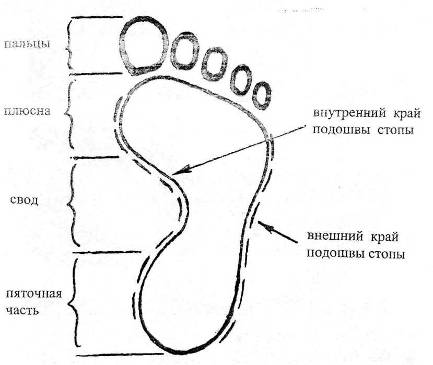 пальцы
плюсна
внутренний край
подошвы стопы
свод
внешний край
подошвы стопы
пяточная
часть